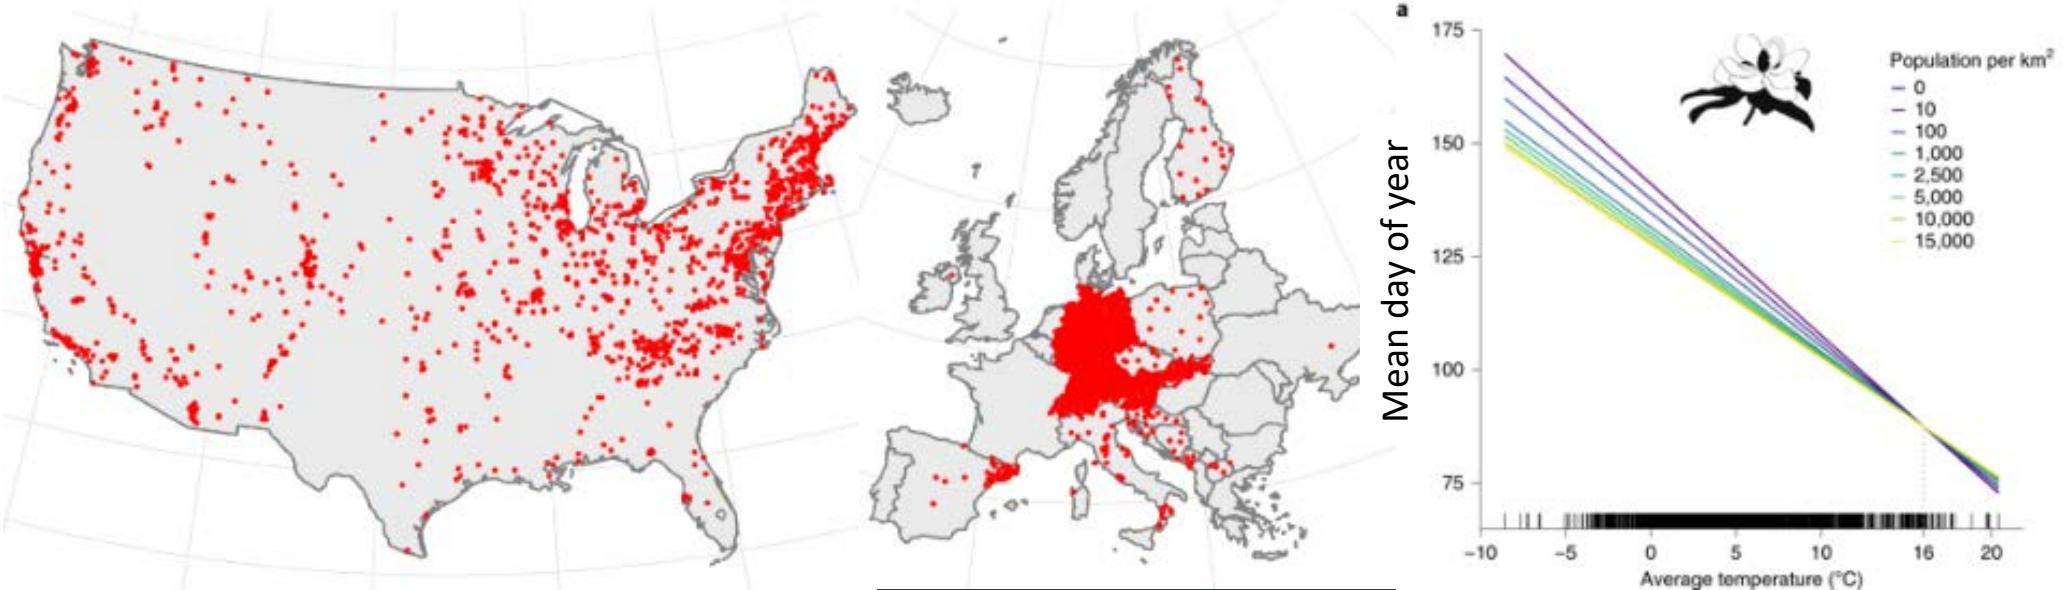 a
Mean day of year
175
150
125
100
75
Population per km²
0
10
100
1,000
2,500
5,000
10,000
15,000
−10 −5 0 5 10 16 20
Average temperature (°C)